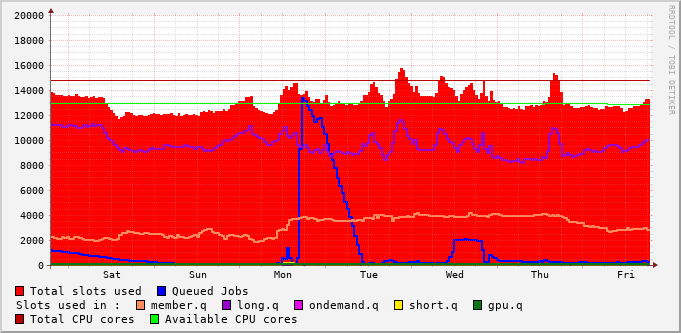 RRDTOOL / TOBI OETIKER
20000
18000
16000
14000
12000
10000
8000
6000
4000
2000
0
Sat Sun Mon Tue Wed Thu Fri
Total slots used Queued Jobs
Slots used in : member.q long.q ondemand.q short.q gpu.q
Total CPU cores Available CPU cores